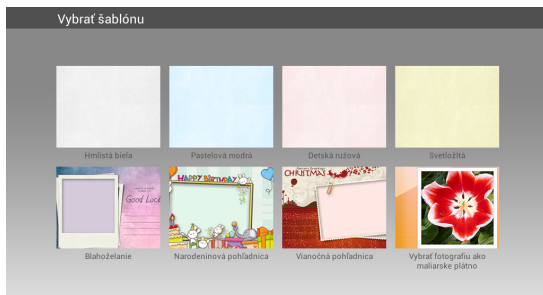 Vybrať šablónu
Hmlistá biela
Pastelová modrá
Detská ružová
Svetložltá
Good Luck
HAPPY BIRTHDAY
CHRISTMAS
Blahoželanie
Narodeninová pohľadnica
Vianočná pohľadnica
Vybrať fotografiu ako
maliarske plátno